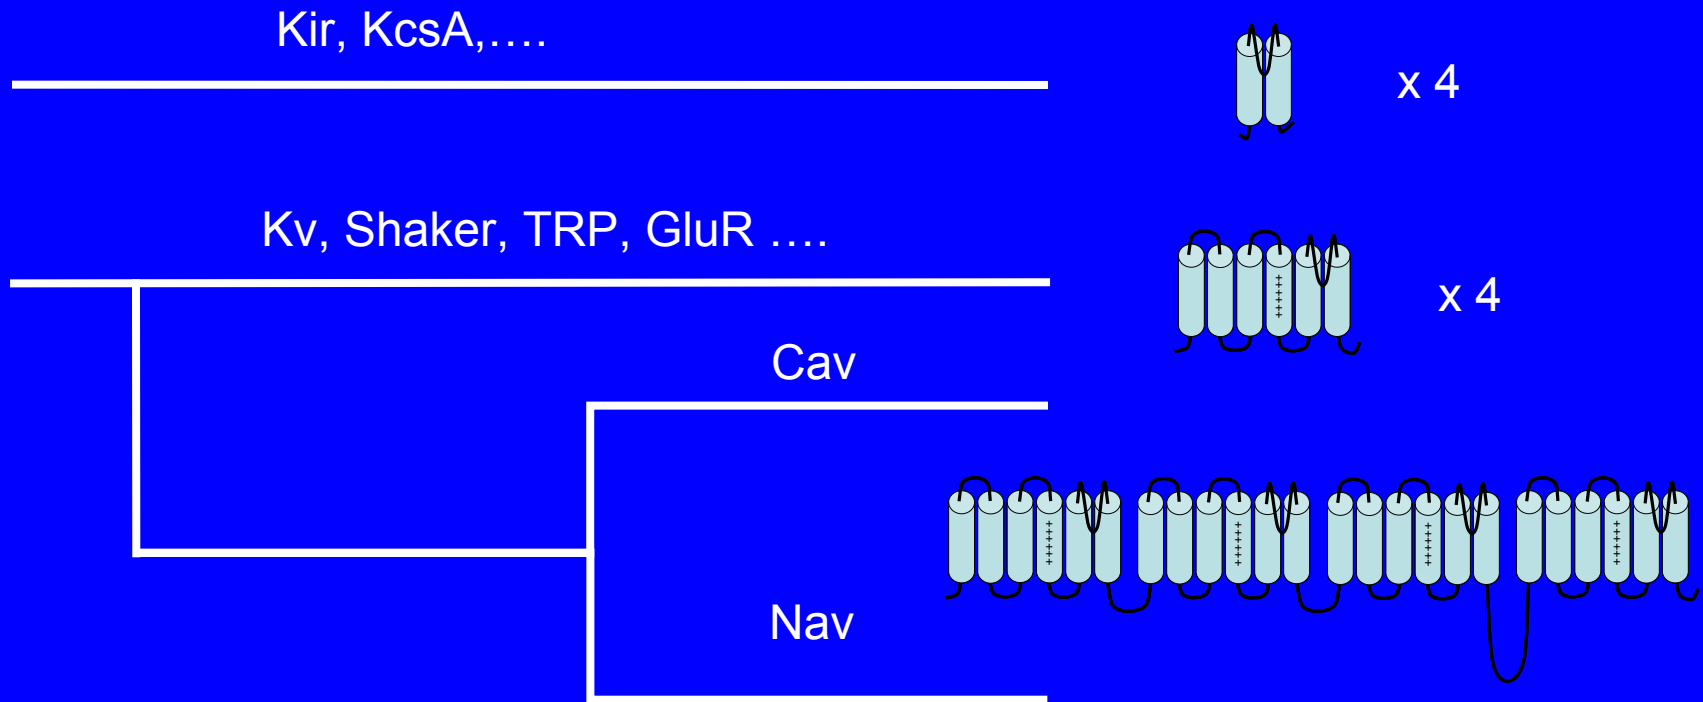 Kir, KcsA,....
x 4
Kv, Shaker, TRP, GluR ....
++++++
x 4
Cav
++++++
++++++
++++++
++++++
Nav